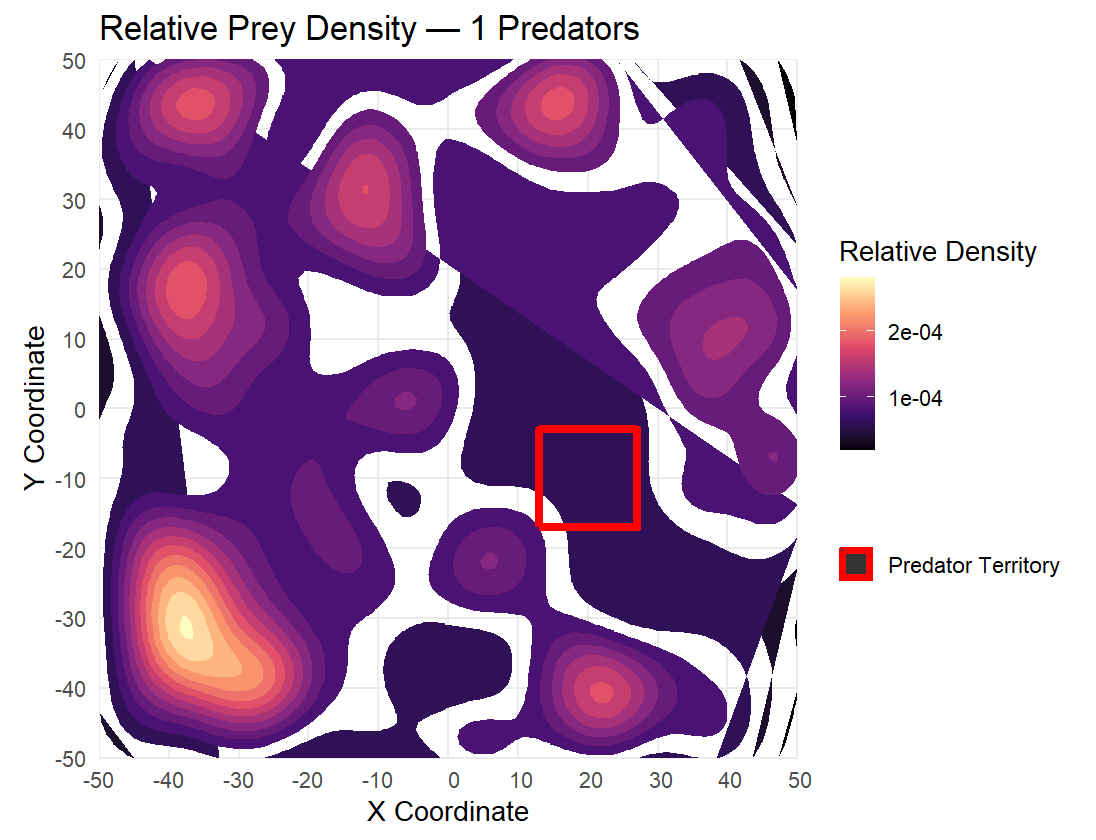 Relative Prey Density — 1 Predators
50
40
30
20
10
0
-10
-20
-30
-40
-50
-50 -40 -30 -20 -10 0 10 20 30 40 50
X Coordinate
Y Coordinate
Relative Density
2e-04
1e-04
Predator Territory